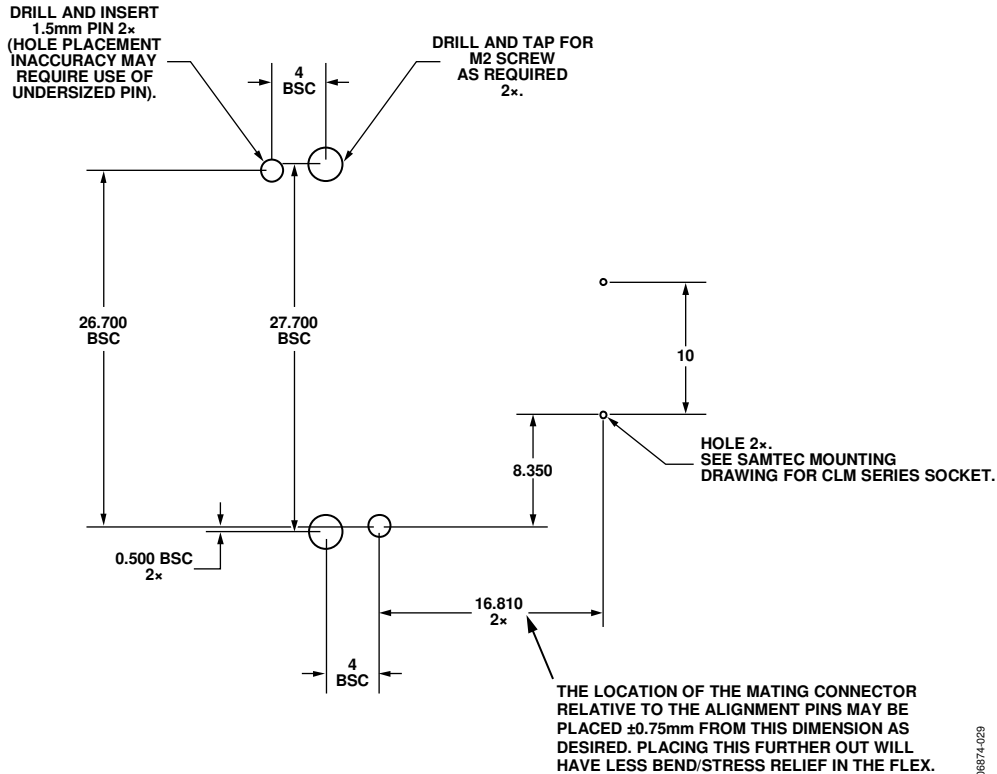 DRILL AND INSERT
1.5mm PIN 2×
(HOLE PLACEMENT
INACCURACY MAY
REQUIRE USE OF
UNDERSIZED PIN).
4
BSC
DRILL AND TAP FOR
M2 SCREW
AS REQUIRED
2×.
26.700
BSC
27.700
BSC
10
8.350
HOLE 2×.
SEE SAMTEC MOUNTING
DRAWING FOR CLM SERIES SOCKET.
0.500 BSC
2×
16.810
2×
4
BSC
THE LOCATION OF THE MATING CONNECTOR
RELATIVE TO THE ALIGNMENT PINS MAY BE
PLACED ±0.75mm FROM THIS DIMENSION AS
DESIRED. PLACING THIS FURTHER OUT WILL
HAVE LESS BEND/STRESS RELIEF IN THE FLEX.
06874-029